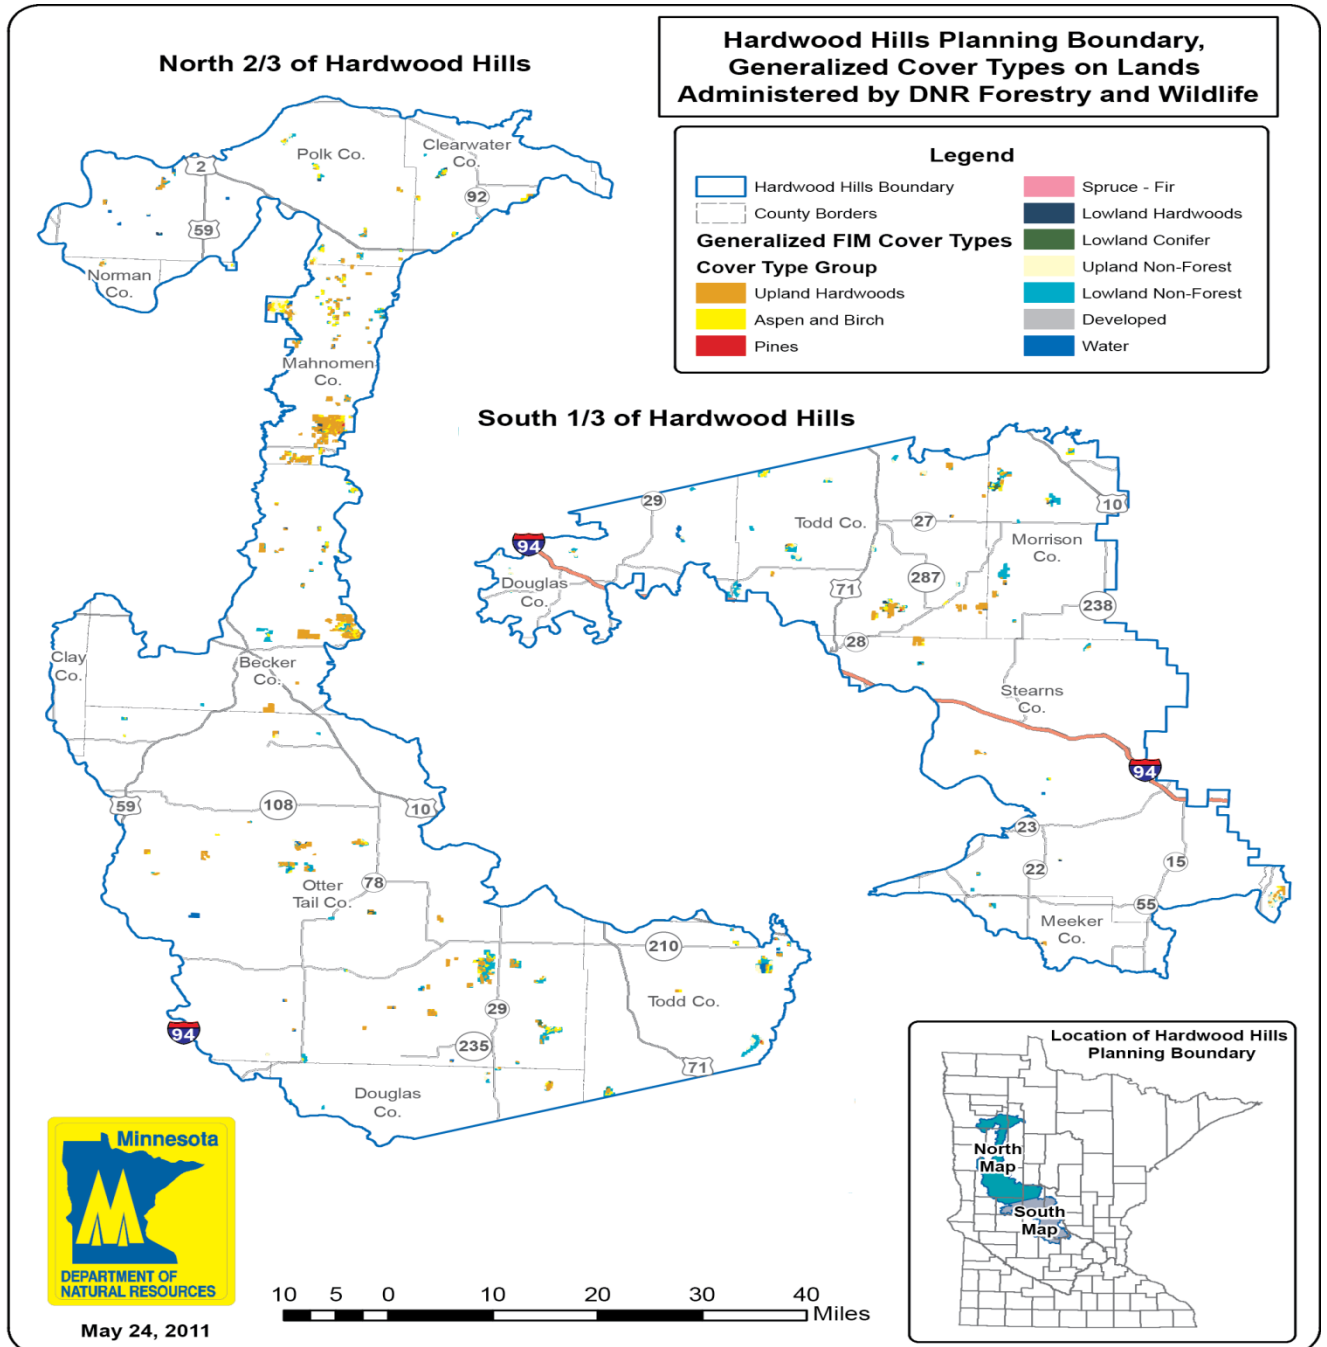 Hardwood Hills Planning Boundary,
Generalized Cover Types on Lands
Administered by DNR Forestry and Wildlife
North 2/3 of Hardwood Hills
Legend
Hardwood Hills Boundary
County Borders
Generalized FIM Cover Types
Cover Type Group
Upland Hardwoods
Aspen and Birch
Pines
Spruce - Fir
Lowland Hardwoods
Lowland Conifer
Upland Non-Forest
Lowland Non-Forest
Developed
Water
Polk Co.
Clearwater
Co.
2
92
59
Norman
Co.
Mahnomen
Co.
Becker
Co.
Clay
Co.
59
108
10
Otter
Tail Co.
78
210
Todd Co.
29
94
235
71
Douglas
Co.
South 1/3 of Hardwood Hills
29
Todd Co.
27
10
94
Morrison
Co.
Douglas
Co.
71
287
238
28
Stearns
Co.
94
23
22
15
55
Meeker
Co.
Location of Hardwood Hills
Planning Boundary
North
Map
South
Map
Minnesota
DEPARTMENT OF
NATURAL RESOURCES
May 24, 2011
10 5 0 10 20 30 40
Miles